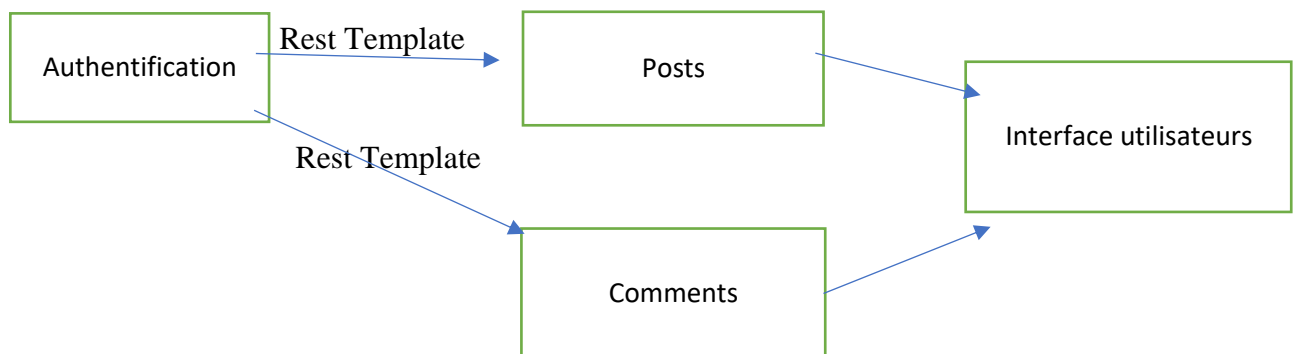 Authentification
Rest Template
Posts
Interface utilisateurs
Rest Template
Comments